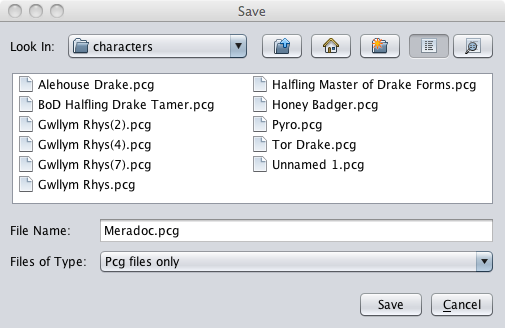 Save
Look In: characters
Alehouse Drake.pcg
BoD Halfling Drake Tamer.pcg
Gwllym Rhys(2).pcg
Gwllym Rhys(4).pcg
Gwllym Rhys(7).pcg
Gwllym Rhys.pcg
Halfling Master of Drake Forms.pcg
Honey Badger.pcg
Pyro.pcg
Tor Drake.pcg
Unnamed 1.pcg
File Name: Meradoc.pcg
Files of Type: Pcg files only
Save Cancel